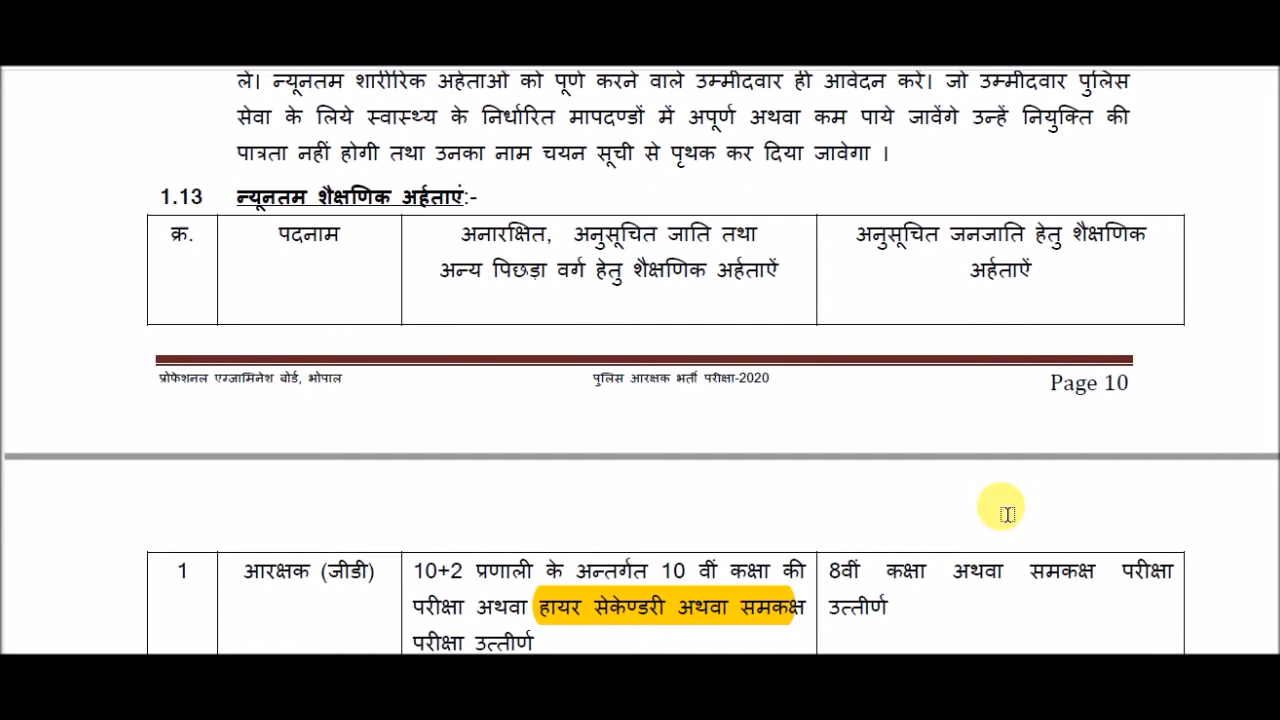 लें। न्यूनतम शारीरिक अर्हताओं को पूर्ण करने वाले उम्मीदवार ही आवेदन करें। जो उम्मीदवार पुलिस
सेवा के लिये स्वास्थ्य के निर्धारित मापदण्डों में अपूर्ण अथवा कम पाये जावेंगे उन्हें नियुक्ति की
पात्रता नहीं होगी तथा उनका नाम चयन सूची से पृथक कर दिया जावेगा ।
1.13 न्यूनतम शैक्षणिक अर्हताएं:-
क्र. पदनाम अनारक्षित, अनुसूचित जाति तथा अनुसूचित जनजाति हेतु शैक्षणिक
अन्य पिछड़ा वर्ग हेतु शैक्षणिक अर्हताऐं अर्हताऐं
प्रोफेशनल एग्जामिनेश बोर्ड, भोपाल पुलिस आरक्षक भर्ती परीक्षा-2020 Page 10
1 आरक्षक (जीडी) 10+2 प्रणाली के अन्तर्गत 10 वीं कक्षा की 8वीं कक्षा अथवा समकक्ष परीक्षा
परीक्षा अथवा हायर सेकेण्डरी अथवा समकक्ष उत्तीर्ण
परीक्षा उत्तीर्ण